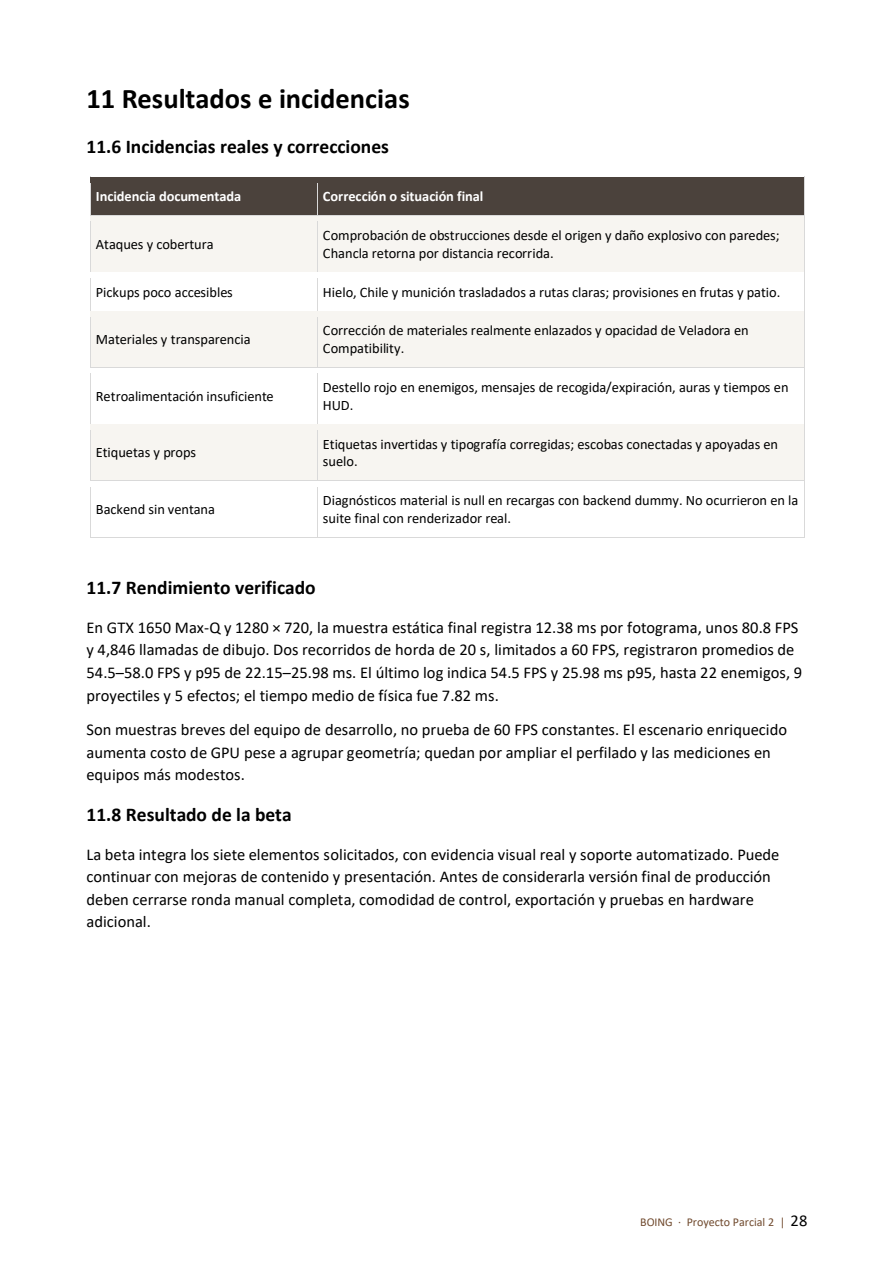 11 Resultados e incidencias
11.6 Incidencias reales y correcciones
Incidencia documentada
Corrección o situación final
Ataques y cobertura
Comprobación de obstrucciones desde el origen y daño explosivo con paredes;
Chancla retorna por distancia recorrida.
Pickups poco accesibles
Hielo, Chile y munición trasladados a rutas claras; provisiones en frutas y patio.
Materiales y transparencia
Corrección de materiales realmente enlazados y opacidad de Veladora en
Compatibility.
Retroalimentación insuficiente
Destello rojo en enemigos, mensajes de recogida/expiración, auras y tiempos en
HUD.
Etiquetas y props
Etiquetas invertidas y tipografía corregidas; escobas conectadas y apoyadas en
suelo.
Backend sin ventana
Diagnósticos material is null en recargas con backend dummy. No ocurrieron en la
suite final con renderizador real.
11.7 Rendimiento verificado
En GTX 1650 Max-Q y 1280 × 720, la muestra estática final registra 12.38 ms por fotograma, unos 80.8 FPS
y 4,846 llamadas de dibujo. Dos recorridos de horda de 20 s, limitados a 60 FPS, registraron promedios de
54.5–58.0 FPS y p95 de 22.15–25.98 ms. El último log indica 54.5 FPS y 25.98 ms p95, hasta 22 enemigos, 9
proyectiles y 5 efectos; el tiempo medio de física fue 7.82 ms.
Son muestras breves del equipo de desarrollo, no prueba de 60 FPS constantes. El escenario enriquecido
aumenta costo de GPU pese a agrupar geometría; quedan por ampliar el perfilado y las mediciones en
equipos más modestos.
11.8 Resultado de la beta
La beta integra los siete elementos solicitados, con evidencia visual real y soporte automatizado. Puede
continuar con mejoras de contenido y presentación. Antes de considerarla versión final de producción
deben cerrarse ronda manual completa, comodidad de control, exportación y pruebas en hardware
adicional.
BOING · Proyecto Parcial 2 | 28